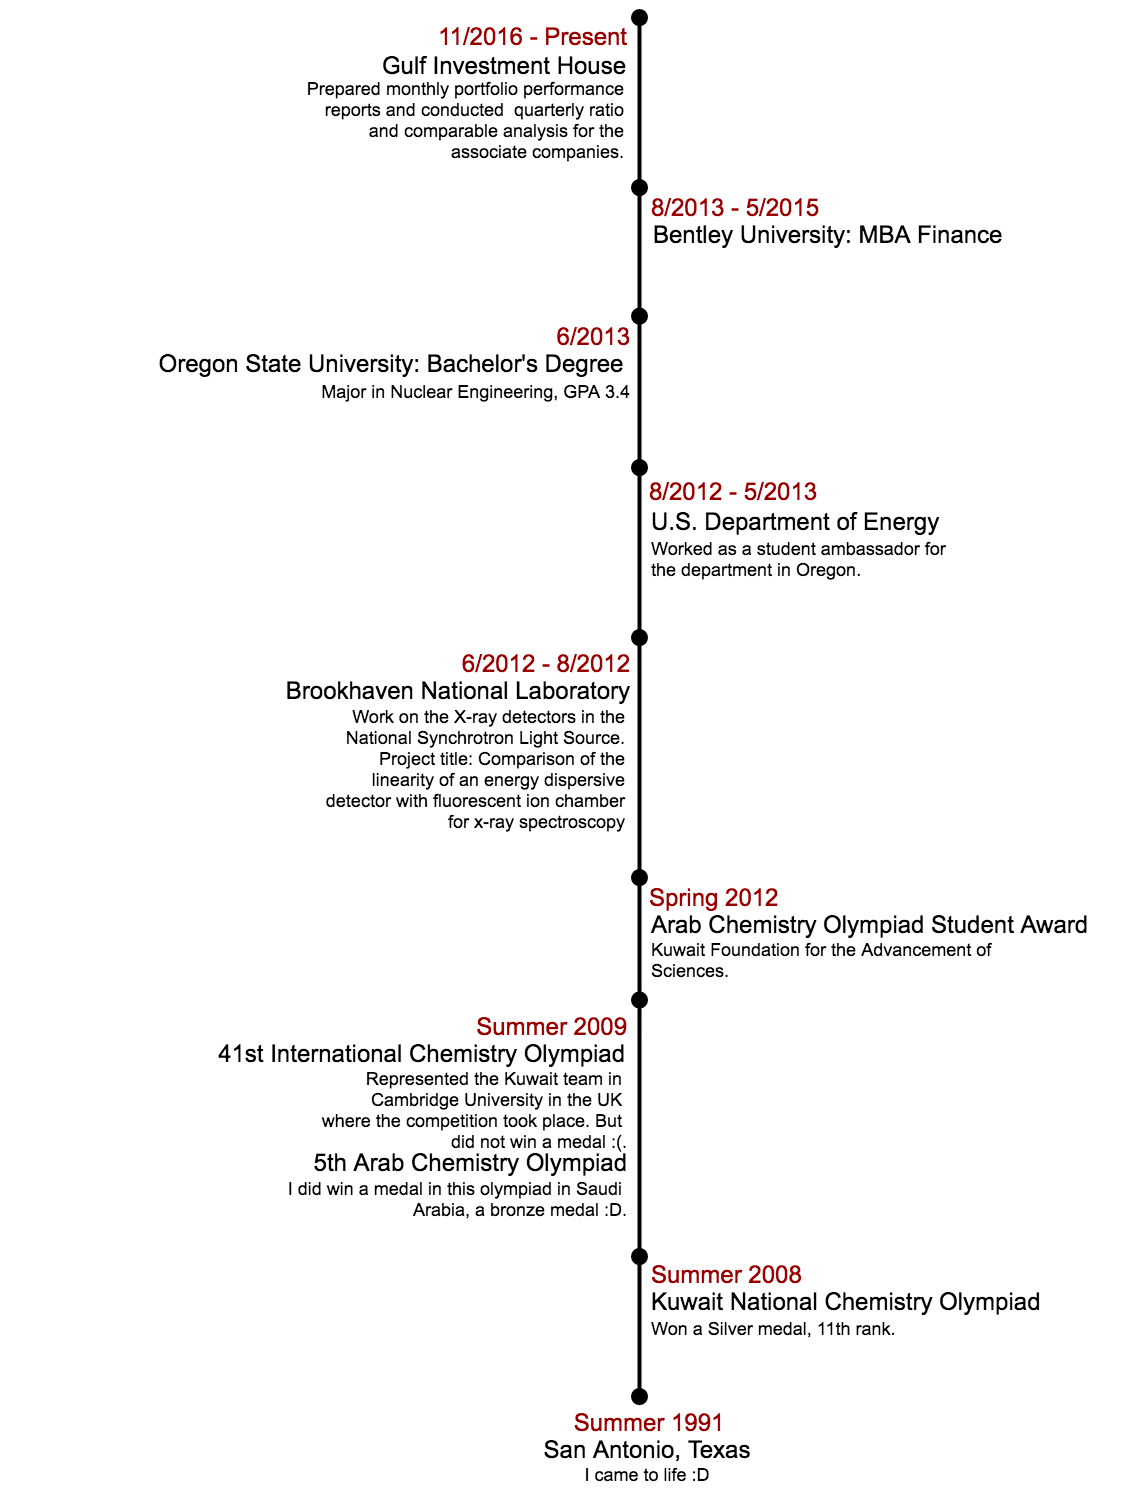 11/2016 - Present
Gulf Investment House
Prepared monthly portfolio performance
reports and conducted  quarterly ratio
and comparable analysis for the
associate companies.
8/2013 - 5/2015
Bentley University: MBA Finance
6/2013
Oregon State University: Bachelor's Degree
Major in Nuclear Engineering, GPA 3.4
8/2012 - 5/2013
U.S. Department of Energy
Worked as a student ambassador for
the department in Oregon.
6/2012 - 8/2012
Brookhaven National Laboratory
Work on the X-ray detectors in the
National Synchrotron Light Source.
Project title: Comparison of the
linearity of an energy dispersive
detector with fluorescent ion chamber
for x-ray spectroscopy
Spring 2012
Arab Chemistry Olympiad Student Award
Kuwait Foundation for the Advancement of
Sciences.
Summer 2009
41st International Chemistry Olympiad
Represented the Kuwait team in
Cambridge University in the UK
where the competition took place. But
did not win a medal :(.
5th Arab Chemistry Olympiad
I did win a medal in this olympiad in Saudi
Arabia, a bronze medal :D.
Summer 2008
Kuwait National Chemistry Olympiad
Won a Silver medal, 11th rank.
Summer 1991
San Antonio, Texas
I came to life :D